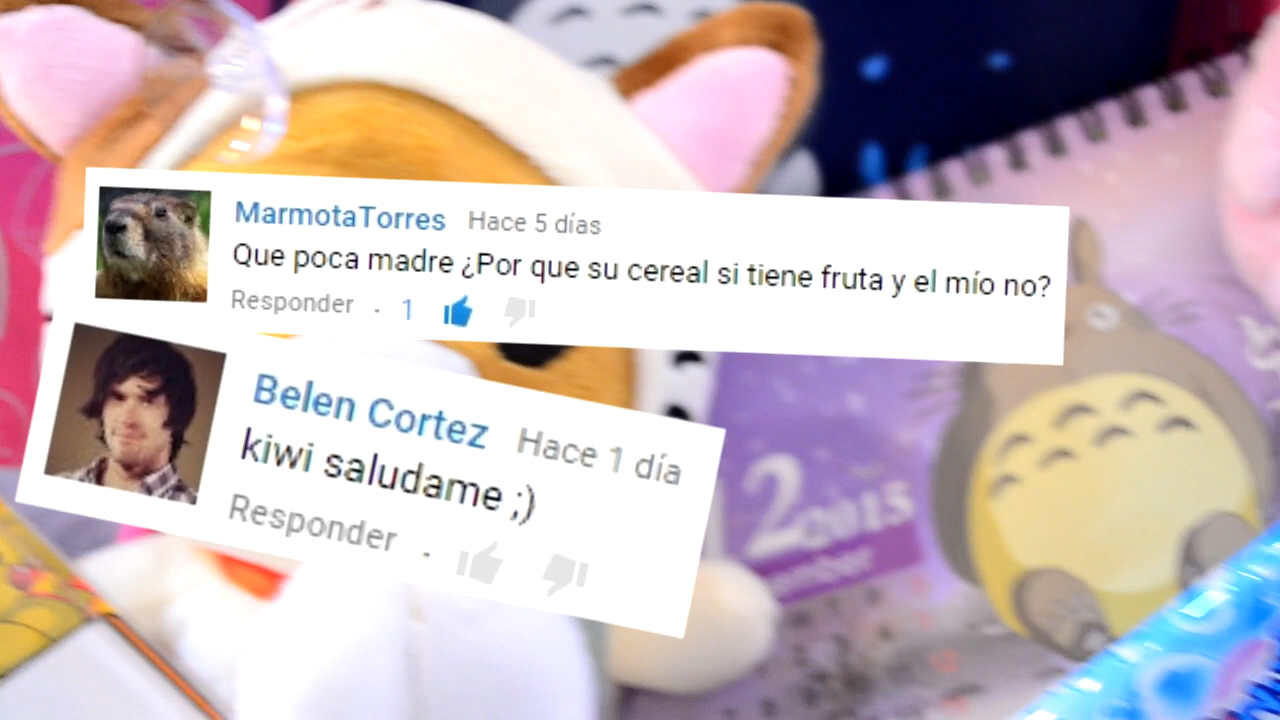 MarmotaTorres Hace 5 días
Que poca madre ¿Por que su cereal si tiene fruta y el mío no?
Responder · 1
Belen Cortez Hace 1 día
kiwi saludame ;)
Responder ·
2 2015